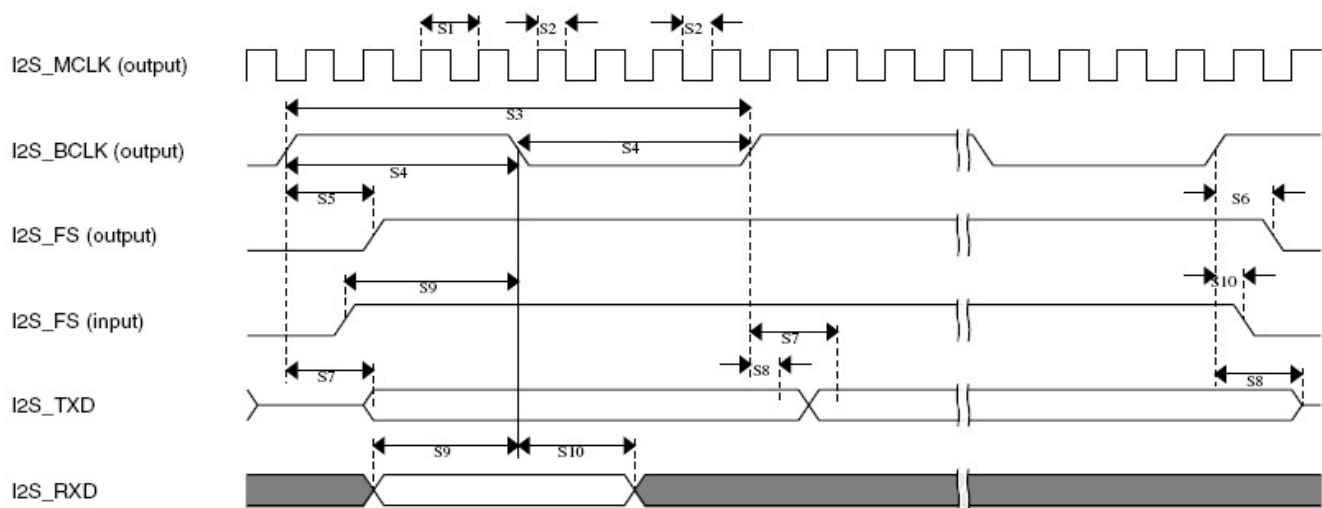 S1 S2 S2
I2S_MCLK (output)
S3
I2S_BCLK (output) S4
S4
S5 S6
I2S_FS (output)
S9 S10
I2S_FS (input)
S7
S7 S8 S8
I2S_TXD
S9 S10
I2S_RXD